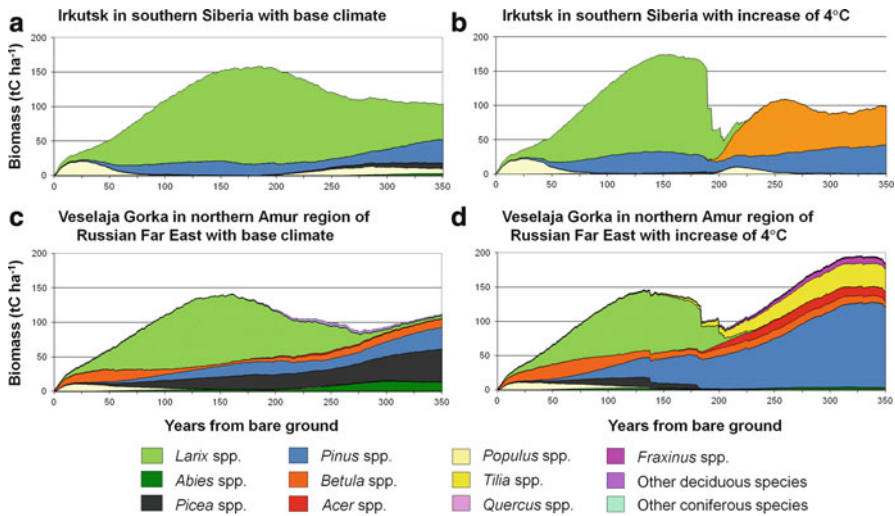 a Irkutsk in southern Siberia with base climate
Biomass (tC ha⁻¹)
200
150
100
50
0
0 50 100 150 200 250 300 350
b Irkutsk in southern Siberia with increase of 4°C
200
150
100
50
0
0 50 100 150 200 250 300 350
c Veselaja Gorka in northern Amur region of
Russian Far East with base climate
Biomass (tC ha⁻¹)
200
150
100
50
0
0 50 100 150 200 250 300 350
Years from bare ground
d Veselaja Gorka in northern Amur region of
Russian Far East with increase of 4°C
200
150
100
50
0
0 50 100 150 200 250 300 350
Years from bare ground
Larix spp.
Abies spp.
Picea spp.
Pinus spp.
Betula spp.
Acer spp.
Populus spp.
Tilia spp.
Quercus spp.
Fraxinus spp.
Other deciduous species
Other coniferous species